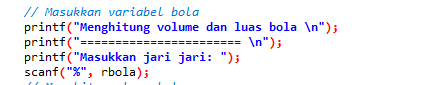 // Masukkan variabel bola
printf("Menghitung volume dan luas bola \n");
printf("======================= \n");
printf("Masukkan jari jari: ");
scanf("%", rbola);